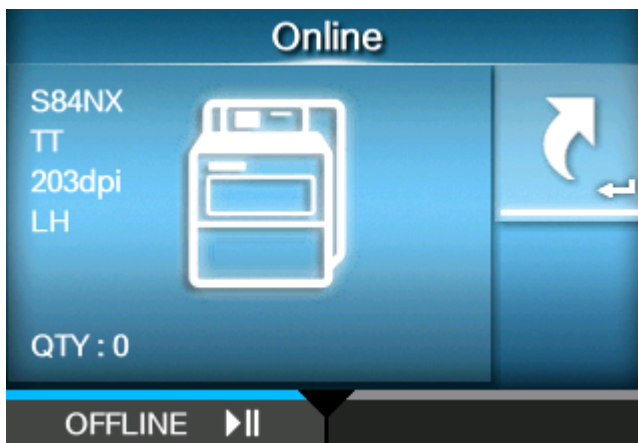 Online
S84NX
TT
203dpi
LH
QTY : 0
OFFLINE